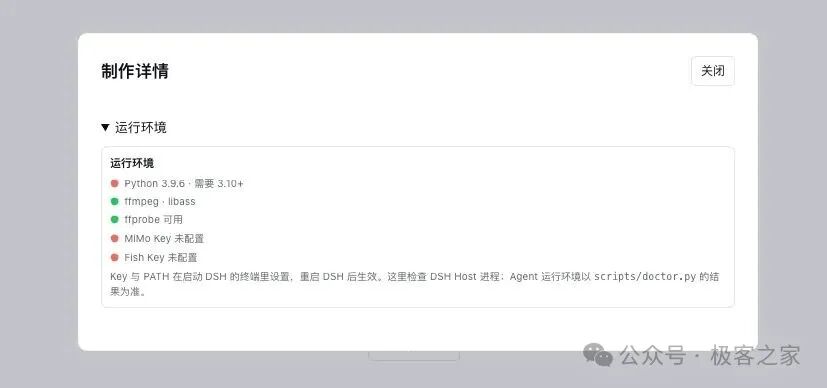 制作详情
关闭
▼ 运行环境
运行环境
Python 3.9.6 · 需要 3.10+
ffmpeg · libass
ffprobe 可用
MiMo Key 未配置
Fish Key 未配置
Key 与 PATH 在启动 DSH 的终端里设置，重启 DSH 后生效。这里检查 DSH Host 进程；Agent 运行环境以 scripts/doctor.py 的结
果为准。
公众号 · 极客之家